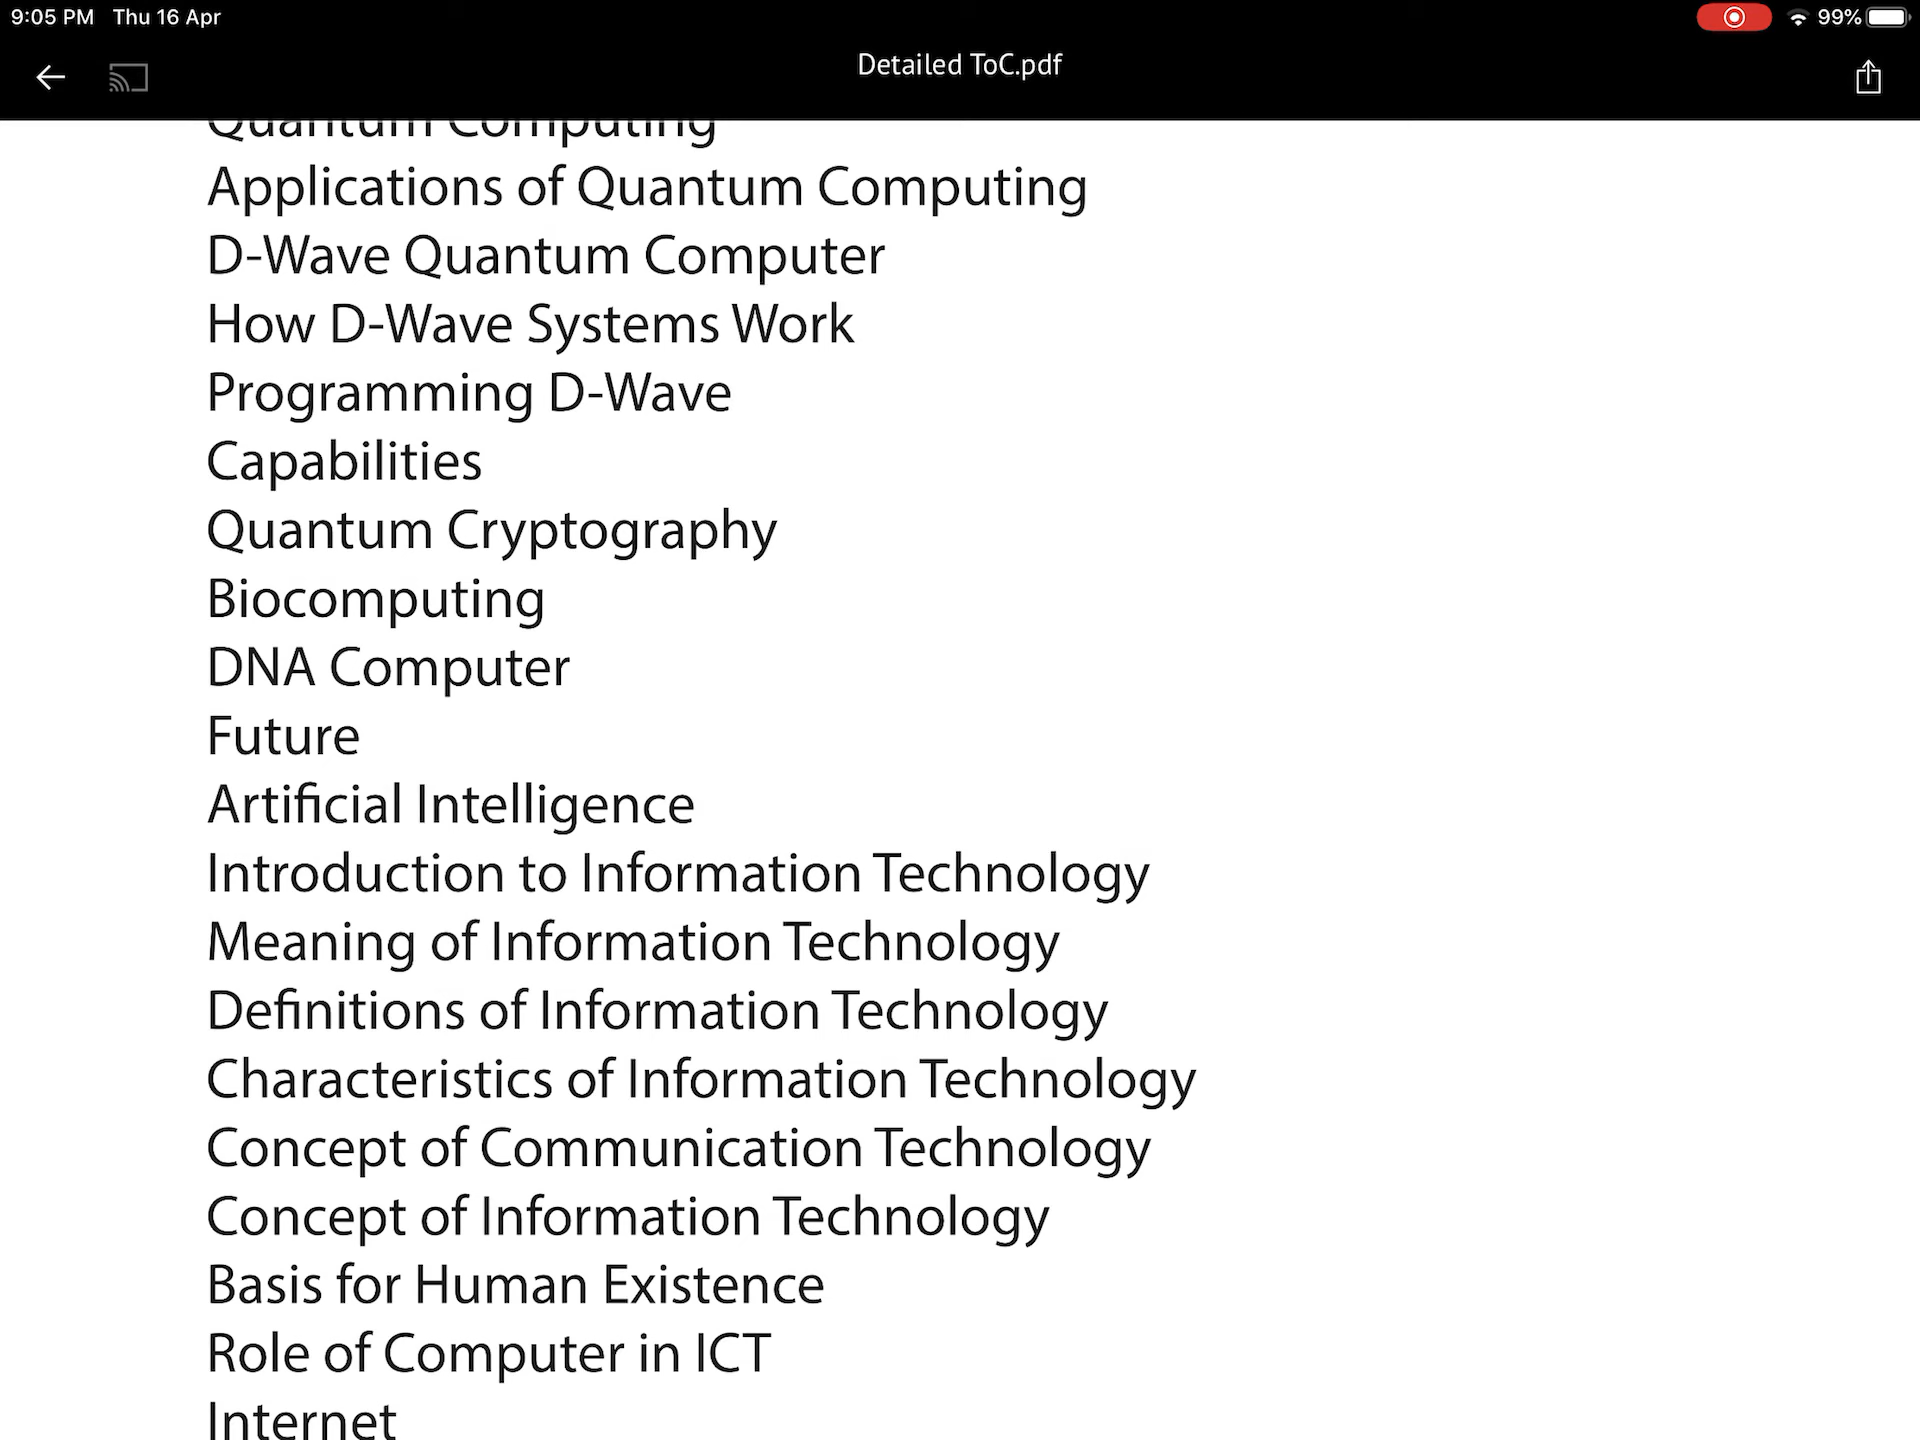 9:05 PM Thu 16 Apr 99%
Detailed ToC.pdf
Quantum Computing
Applications of Quantum Computing
D-Wave Quantum Computer
How D-Wave Systems Work
Programming D-Wave
Capabilities
Quantum Cryptography
Biocomputing
DNA Computer
Future
Artificial Intelligence
Introduction to Information Technology
Meaning of Information Technology
Definitions of Information Technology
Characteristics of Information Technology
Concept of Communication Technology
Concept of Information Technology
Basis for Human Existence
Role of Computer in ICT
Internet